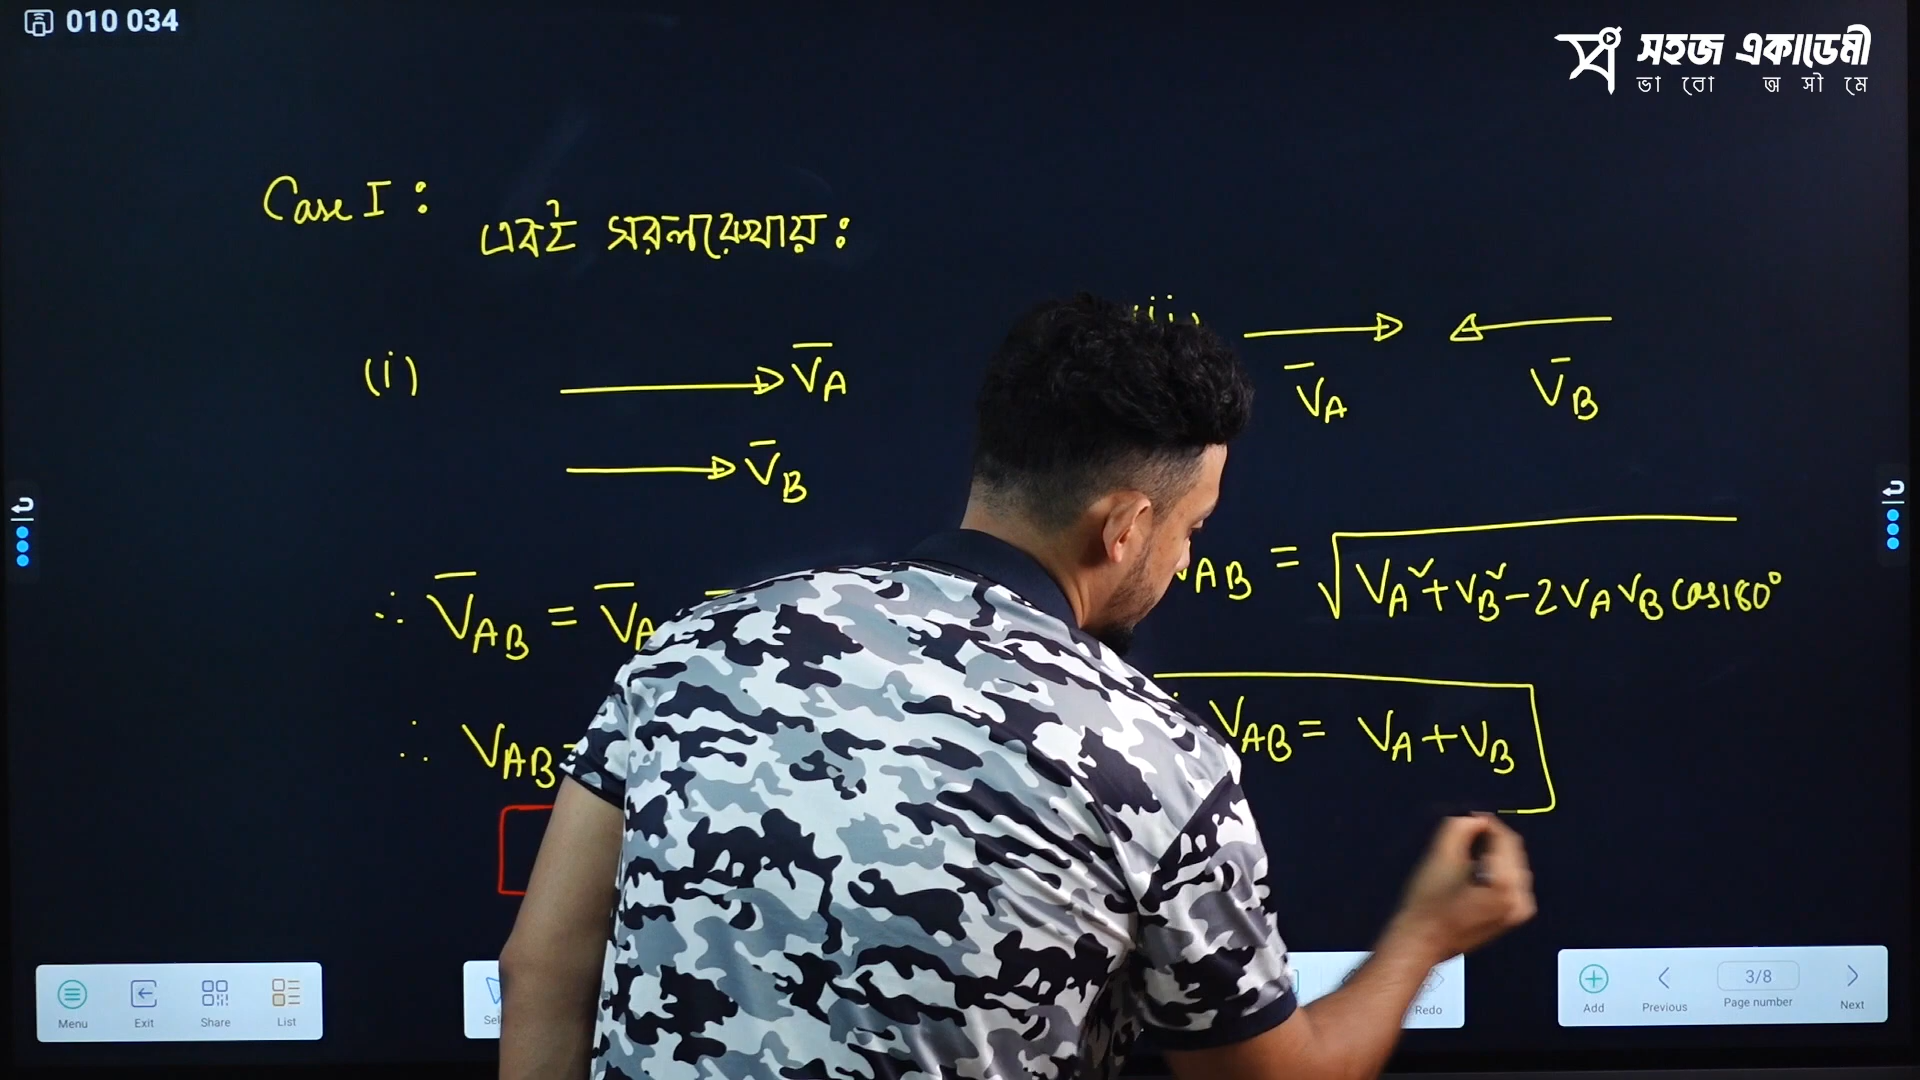 010 034
সহজ একাডেমী
ভাবো অসীমে
Case I :
একই সরলরেখায়ঃ
(i)
V̅A
V̅B
∴ V̅AB = V̅A
∴ VAB =
V̅A
V̅B
AB = √VA² + VB² - 2VAVB cos180°
VAB = VA + VB
Menu
Exit
Share
List
Redo
Add
Previous
3/8
Page number
Next